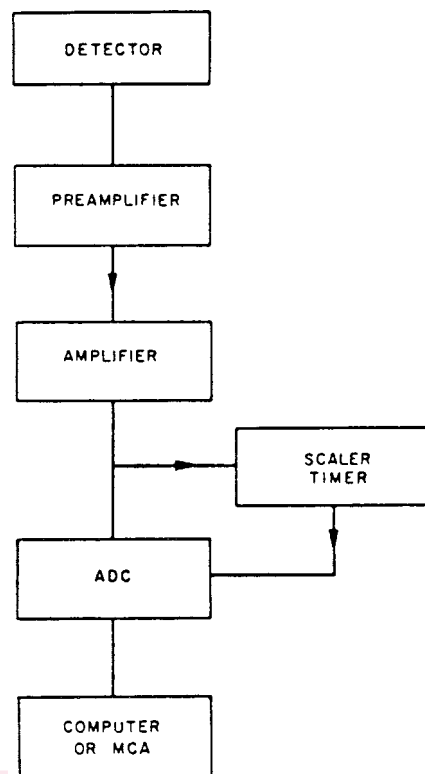 DETECTOR
PREAMPLIFIER
AMPLIFIER
SCALER
TIMER
ADC
COMPUTER
OR MCA